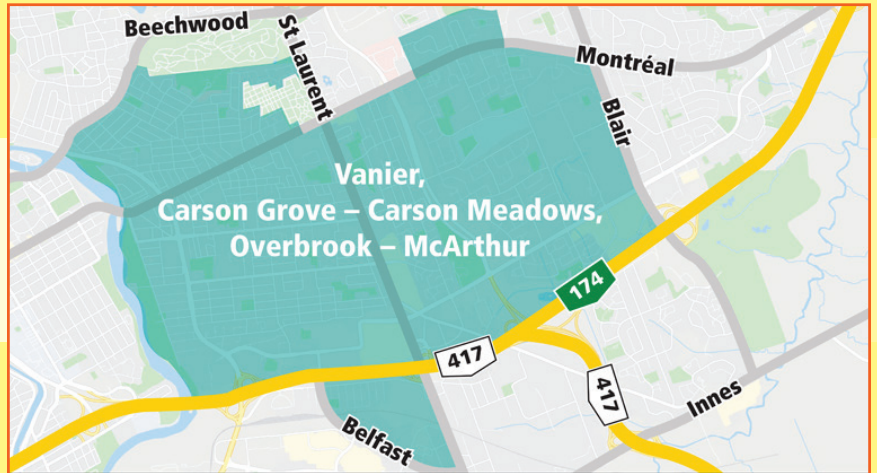 Beechwood
St Laurent
Montréal
Blair
Vanier,
Carson Grove – Carson Meadows,
Overbrook – McArthur
174
417
417
Innes
Belfast